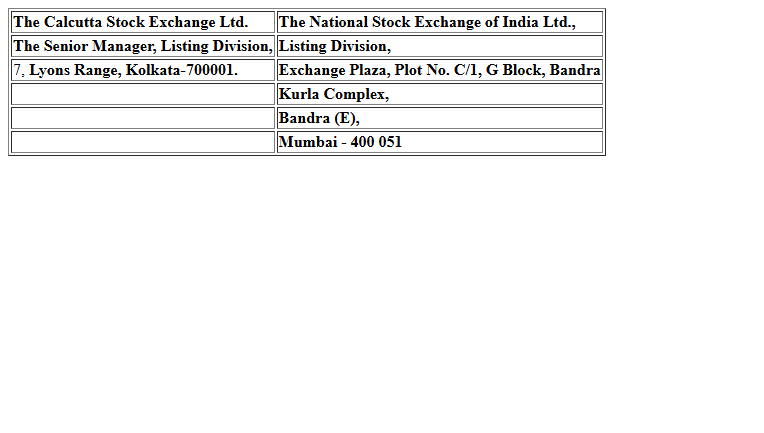 The Calcutta Stock Exchange Ltd. The National Stock Exchange of India Ltd.,
The Senior Manager, Listing Division, Listing Division,
7, Lyons Range, Kolkata-700001. Exchange Plaza, Plot No. C/1, G Block, Bandra
Kurla Complex,
Bandra (E),
Mumbai - 400 051